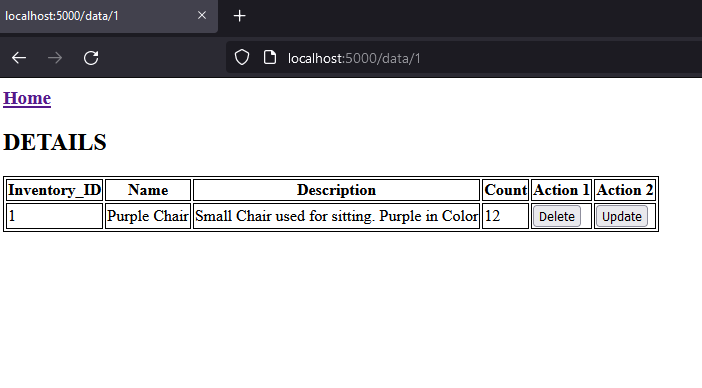 localhost:5000/data/1
localhost:5000/data/1
Home
DETAILS
Inventory_ID Name Description Count Action 1 Action 2
1 Purple Chair Small Chair used for sitting. Purple in Color 12 Delete Update